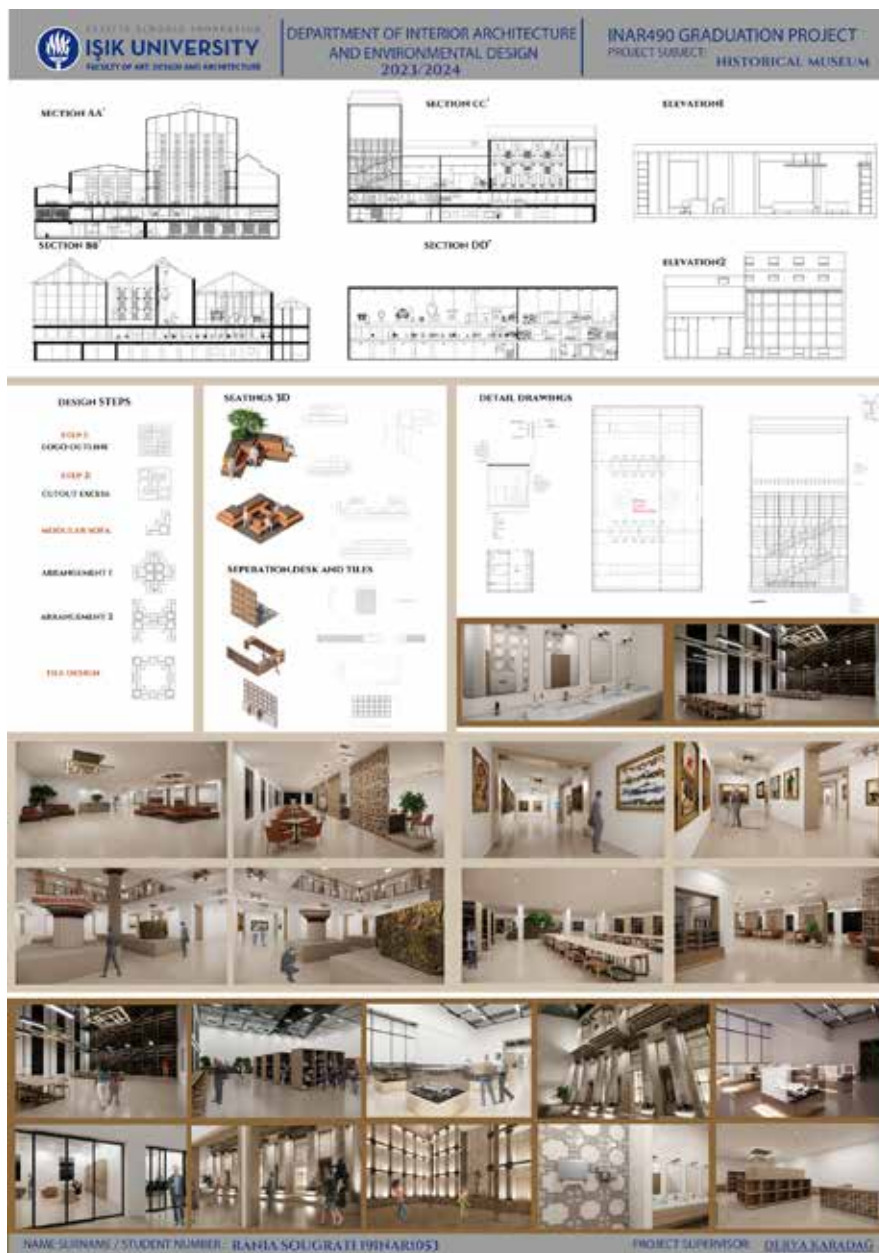 IŞIK UNIVERSITY
FACULTY OF ART, DESIGN AND ARCHITECTURE
DEPARTMENT OF INTERIOR ARCHITECTURE
AND ENVIRONMENTAL DESIGN
2023/2024
INAR490 GRADUATION PROJECT
PROJECT SUBJECT: HISTORICAL MUSEUM
SECTION AA'
SECTION CC'
ELEVATION1
SECTION BB'
SECTION DD'
ELEVATION2
DESIGN STEPS
STEP 1
LOGO OUTLINE
STEP 2
CUTOUT EXCESS
MODULAR SOFA
ARRANGEMENT 1
ARRANGEMENT 2
TILE DESIGN
SEATINGS 3D
SEPERATION,DESK AND TILES
DETAIL DRAWINGS
NAME SURNAME / STUDENT NUMBER: RANIA SOUGRATI 19INAR1053
PROJECT SUPERVISOR: DERYA KARADAĞ